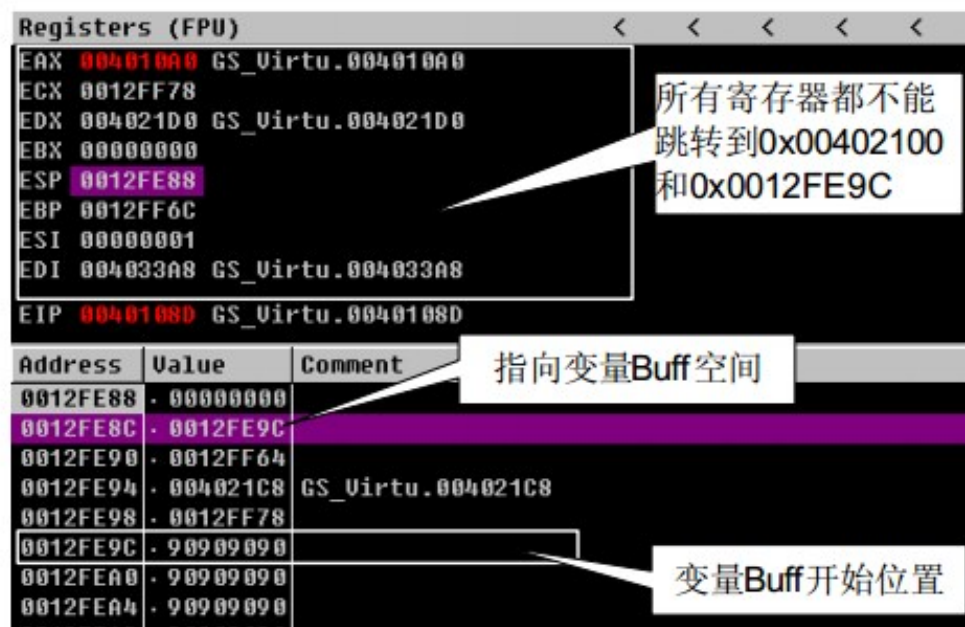 Registers (FPU) < < < < <
EAX 004010A0 GS_Virtu.004010A0
ECX 0012FF78
EDX 004021D0 GS_Virtu.004021D0
EBX 00000000
ESP 0012FE88
EBP 0012FF6C
ESI 00000001
EDI 004033A8 GS_Virtu.004033A8
EIP 0040108D GS_Virtu.0040108D
所有寄存器都不能
跳转到0x00402100
和0x0012FE9C
Address Value Comment
指向变量Buff空间
0012FE88 · 00000000
0012FE8C · 0012FE9C
0012FE90 · 0012FF64
0012FE94 · 004021C8 GS_Virtu.004021C8
0012FE98 · 0012FF78
0012FE9C · 90909090
0012FEA0 · 90909090
0012FEA4 · 90909090
变量Buff开始位置